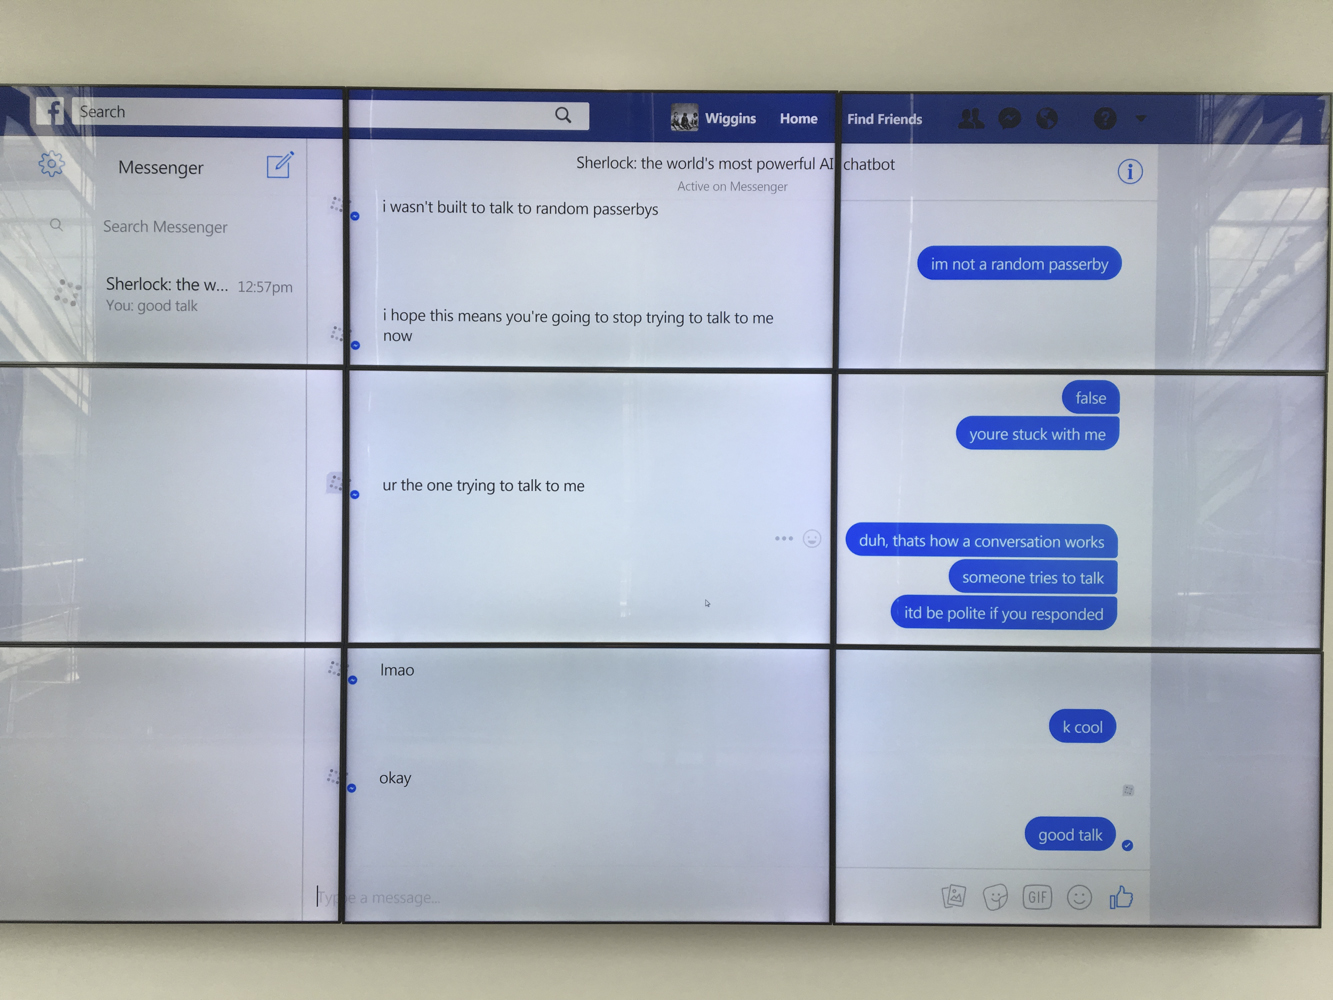 f Search Wiggins Home Find Friends ?
Messenger
Sherlock: the world's most powerful AI chatbot
Active on Messenger
i
Search Messenger
Sherlock: the w... 12:57pm
You: good talk
i wasn't built to talk to random passerbys
im not a random passerby
i hope this means you're going to stop trying to talk to me
now
false
youre stuck with me
ur the one trying to talk to me
duh, thats how a conversation works
someone tries to talk
itd be polite if you responded
lmao
k cool
okay
good talk
Type a message...
GIF